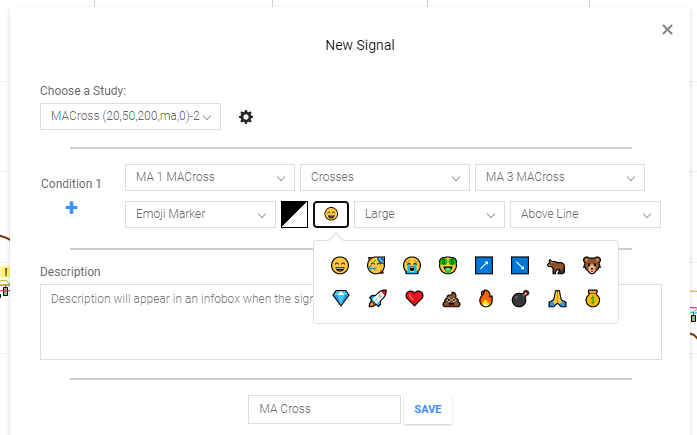 New Signal
Choose a Study:
MACross (20,50,200,ma,0)-2
Condition 1
MA 1 MACross
Crosses
MA 3 MACross
Emoji Marker
Large
Above Line
Description
Description will appear in an infobox when the sign
MA Cross
SAVE